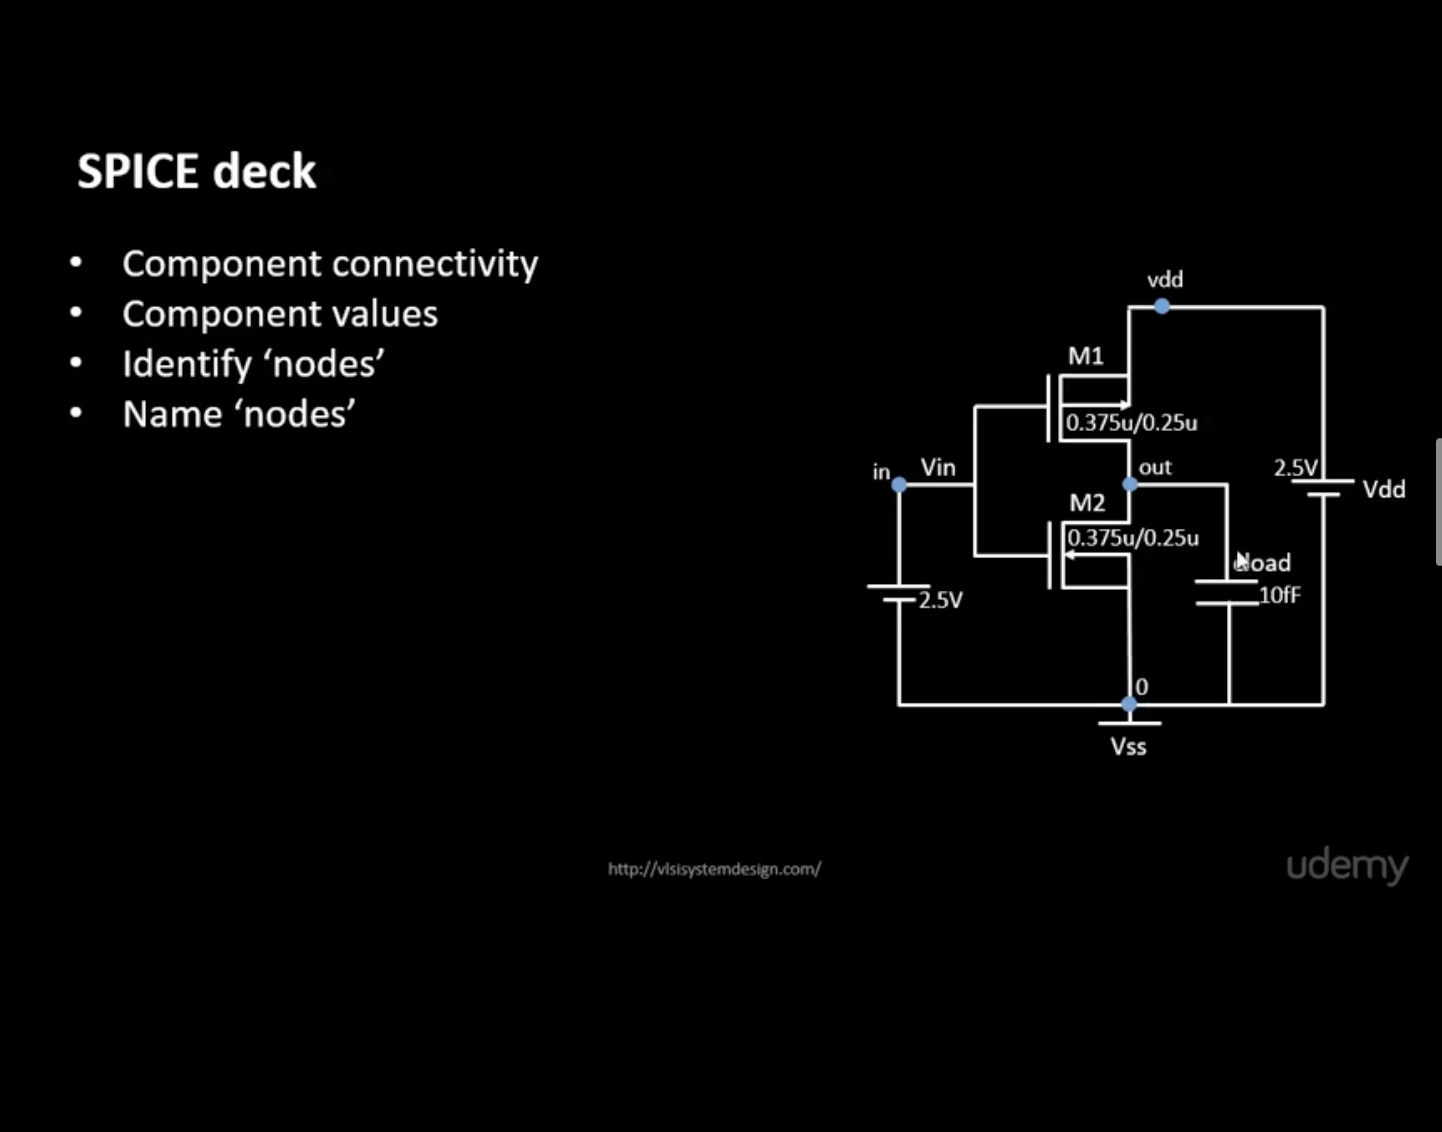 SPICE deck
• Component connectivity
• Component values
• Identify ‘nodes’
• Name ‘nodes’
vdd
M1
0.375u/0.25u
in
Vin
out
2.5V
Vdd
M2
0.375u/0.25u
cload
10fF
2.5V
0
Vss
http://vlsisystemdesign.com/
udemy